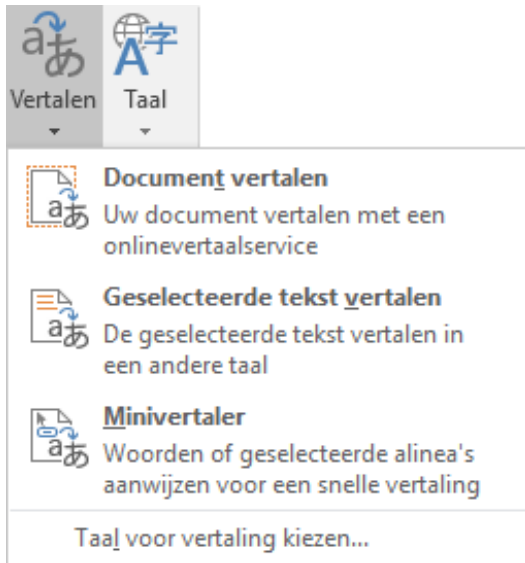 Vertalen Taal
Document vertalen
Uw document vertalen met een
onlinevertaalservice
Geselecteerde tekst vertalen
De geselecteerde tekst vertalen in
een andere taal
Minivertaler
Woorden of geselecteerde alinea's
aanwijzen voor een snelle vertaling
Taal voor vertaling kiezen...